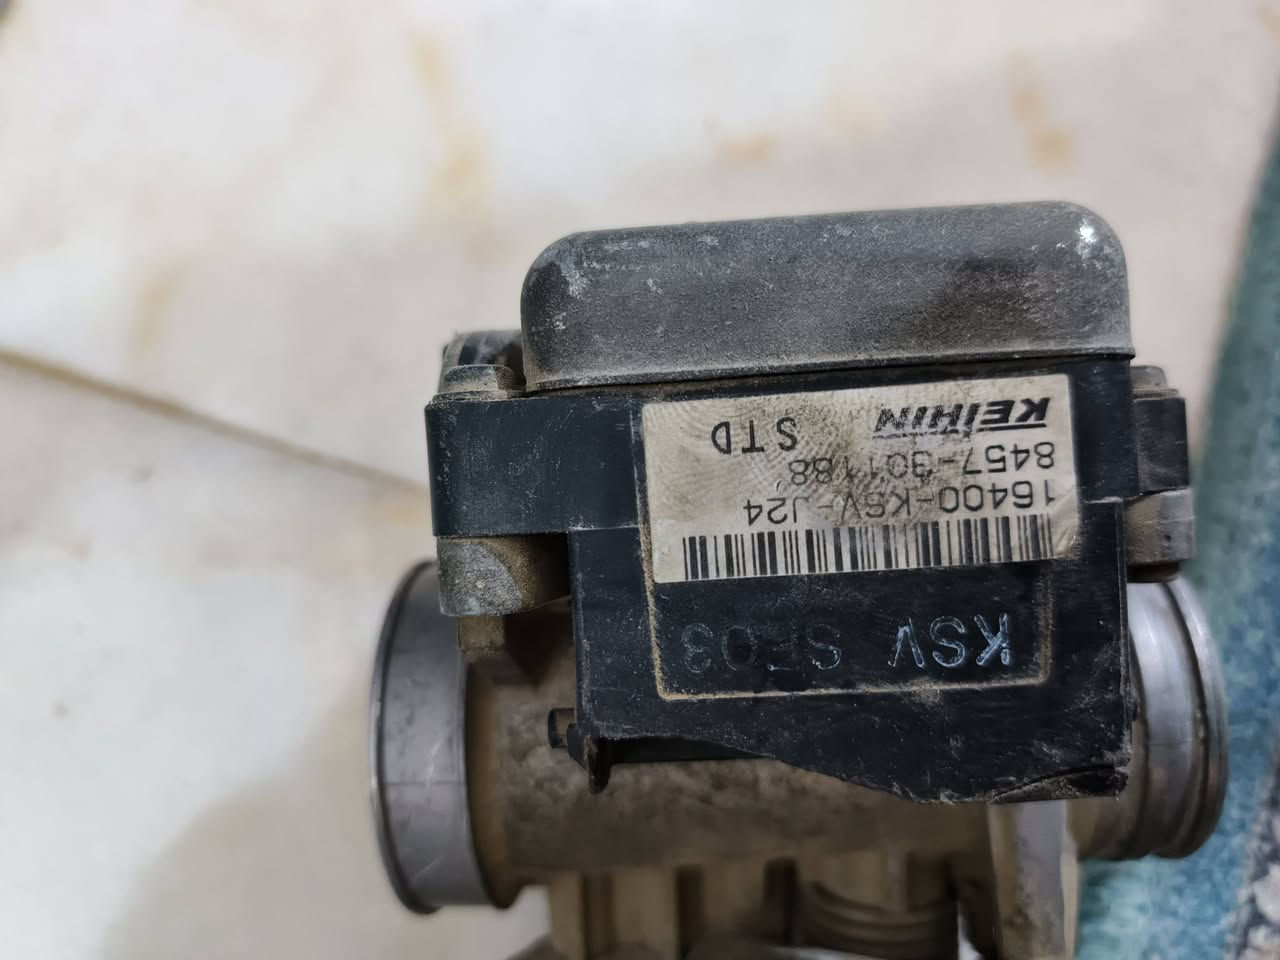 KSV SE03
16400-KSV-J24
8457-301188
STD KEIHIN